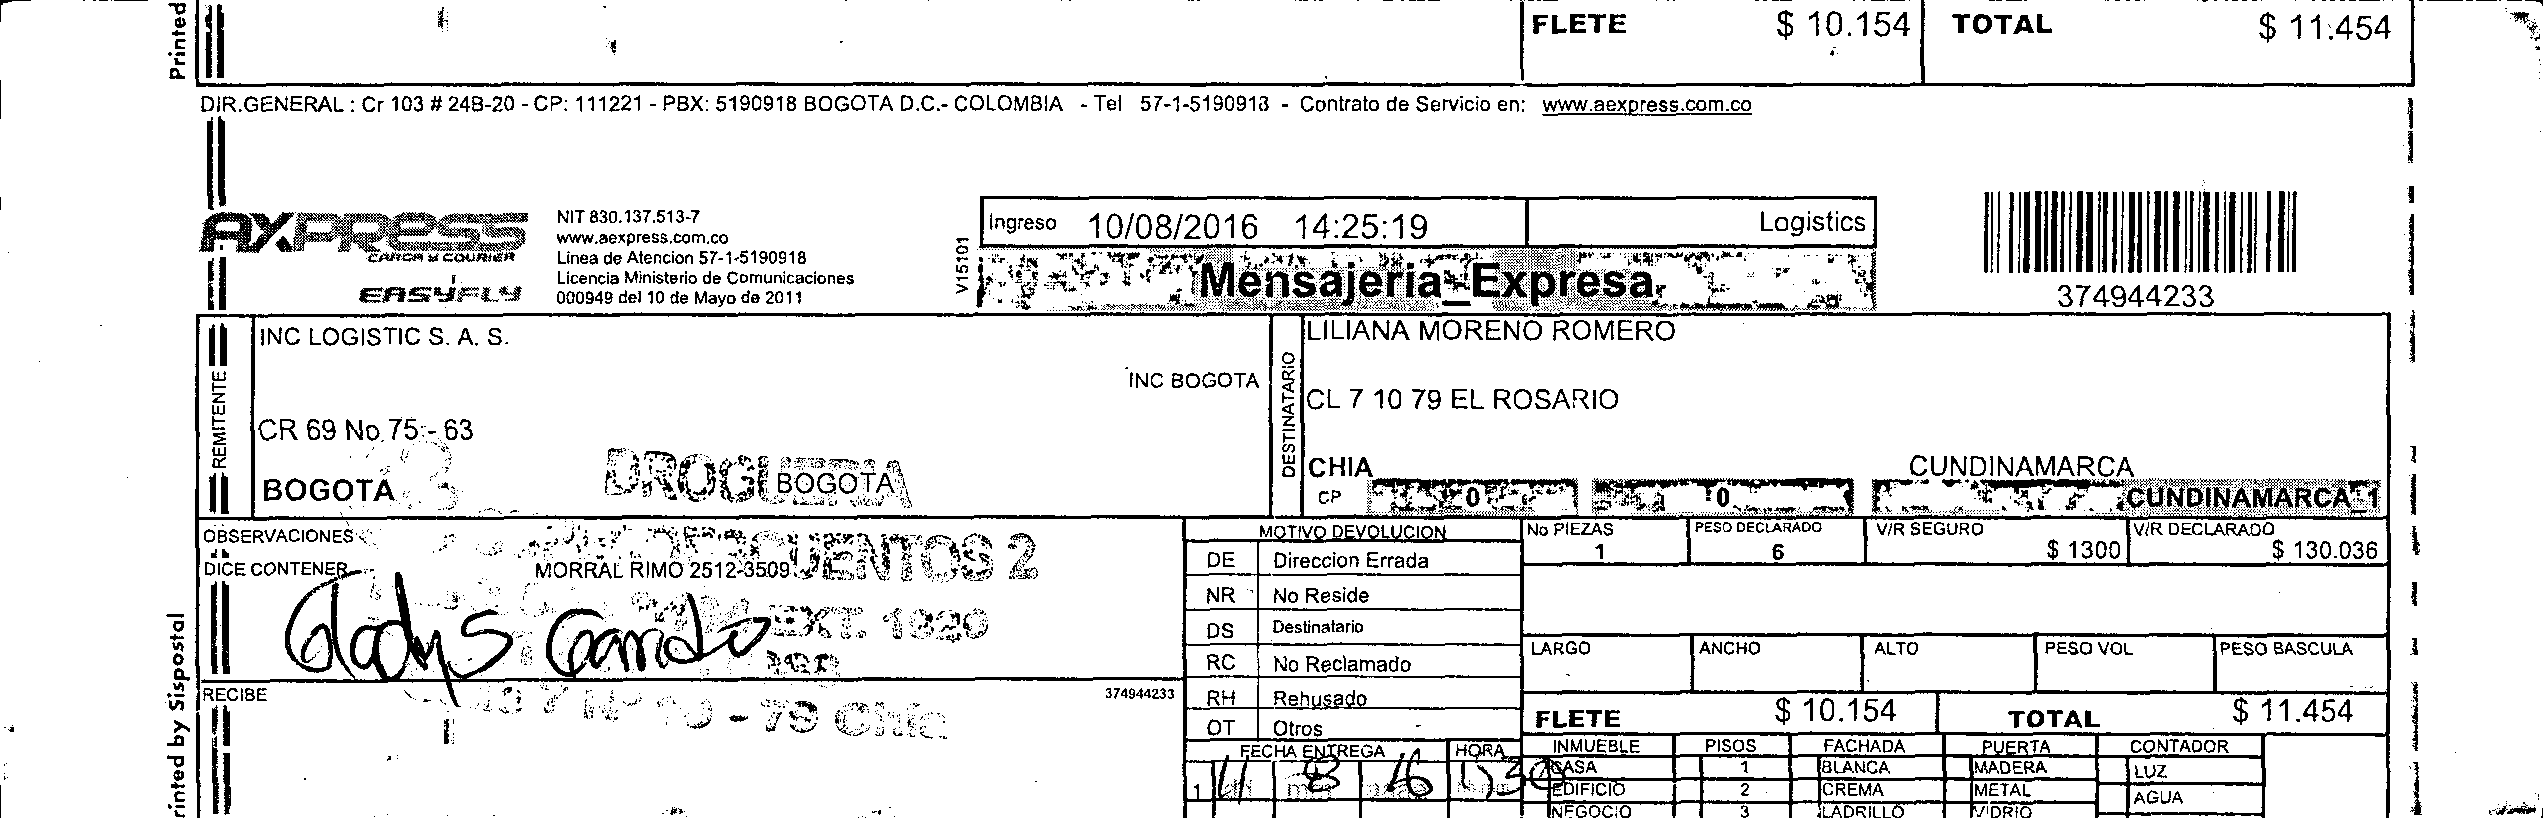 Printed
FLETE $ 10.154 TOTAL $ 11.454
DIR.GENERAL : Cr 103 # 24B-20 - CP: 111221 - PBX: 5190918 BOGOTA D.C.- COLOMBIA - Tel 57-1-5190918 - Contrato de Servicio en: www.aexpress.com.co
AXPRESS
CARGA Y COURIER
EASYFLY
NIT 830.137.513-7
www.aexpress.com.co
Linea de Atencion 57-1-5190918
Licencia Ministerio de Comunicaciones
000949 del 10 de Mayo de 2011
V15101
Ingreso 10/08/2016 14:25:19 Logistics
Mensajeria_Expresa
374944233
REMITENTE
INC LOGISTIC S. A. S.
INC BOGOTA
CR 69 No 75 - 63
BOGOTA BOGOTA
DESTINATARIO
LILIANA MORENO ROMERO
CL 7 10 79 EL ROSARIO
CHIA CUNDINAMARCA
CP 0 0 CUNDINAMARCA_1
DROGUERIA
OBSERVACIONES
DICE CONTENER MORRAL RIMO 2512-3509
2
EXT. 1829
Nº 10 - 79 Chia
Gladys
RECIBE 374944233
MOTIVO DEVOLUCION
DE Direccion Errada
NR No Reside
DS Destinatario
RC No Reclamado
RH Rehusado
OT Otros
FECHA ENTREGA HORA
1 11 8 16
No PIEZAS PESO DECLARADO V/R SEGURO V/R DECLARADO
1 6 $ 1300 $ 130.036
LARGO ANCHO ALTO PESO VOL PESO BASCULA
FLETE $ 10.154 TOTAL $ 11.454
INMUEBLE PISOS FACHADA PUERTA CONTADOR
CASA 1 BLANCA MADERA LUZ
EDIFICIO 2 CREMA METAL AGUA
NEGOCIO 3 LADRILLO VIDRIO
rinted by Sispostal